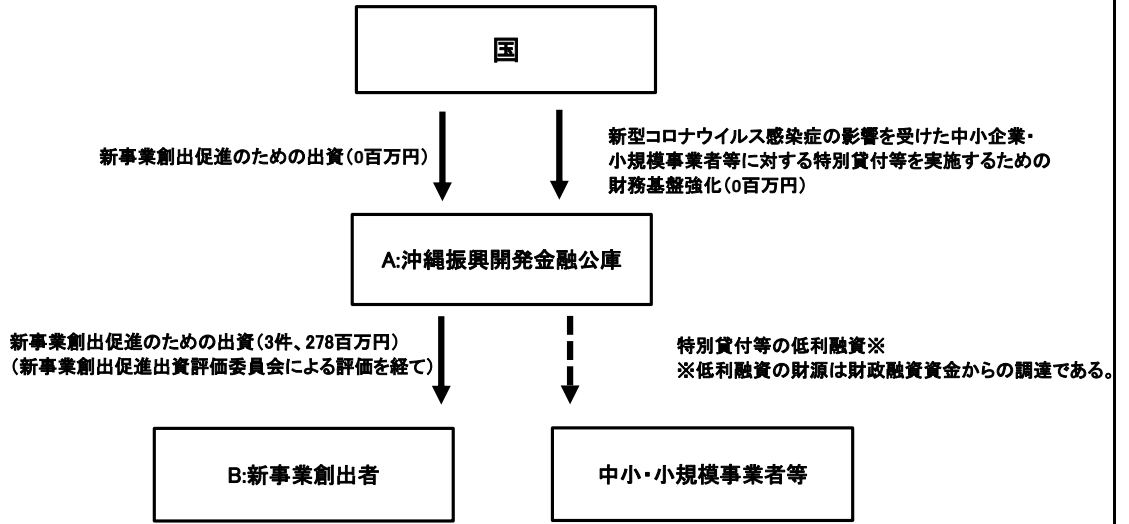 国
新事業創出促進のための出資(0百万円)
新型コロナウイルス感染症の影響を受けた中小企業・
小規模事業者等に対する特別貸付等を実施するための
財務基盤強化(0百万円)
A:沖縄振興開発金融公庫
新事業創出促進のための出資(3件、278百万円)
(新事業創出促進出資評価委員会による評価を経て)
特別貸付等の低利融資※
※低利融資の財源は財政融資資金からの調達である。
B:新事業創出者
中小・小規模事業者等